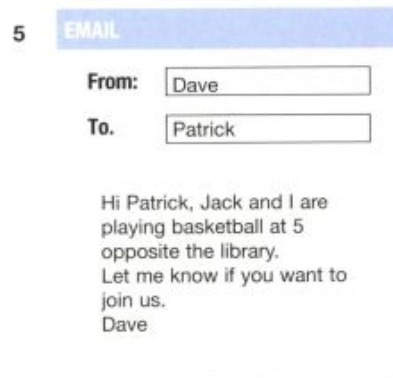 5
EMAIL
From: Dave
To. Patrick
Hi Patrick, Jack and I are
playing basketball at 5
opposite the library.
Let me know if you want to
join us.
Dave